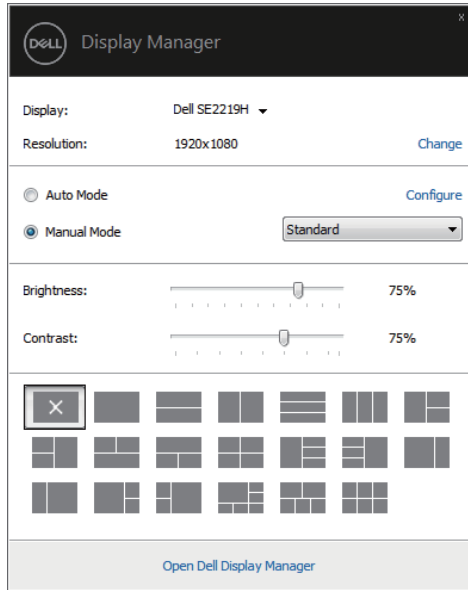 x
DELL Display Manager
Display: Dell SE2219H
Resolution: 1920x1080 Change
Auto Mode Configure
Manual Mode Standard
Brightness: 75%
Contrast: 75%
Open Dell Display Manager